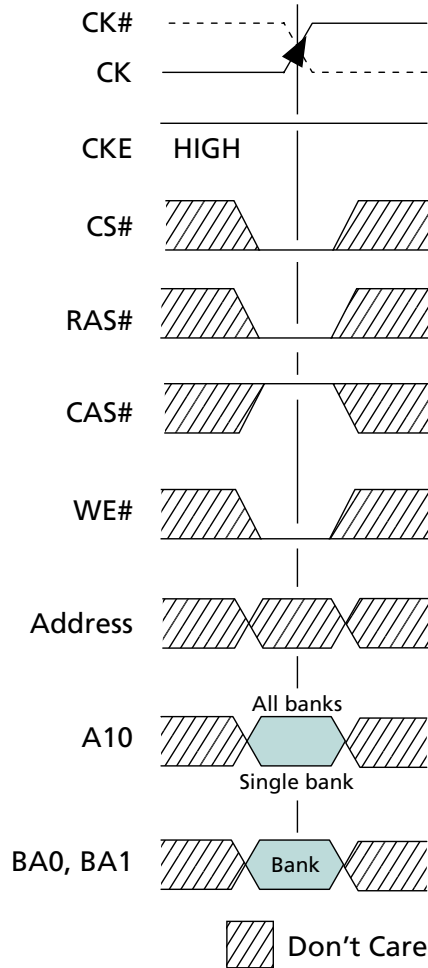 CK#
CK
CKE HIGH
CS#
RAS#
CAS#
WE#
Address
All banks
A10
Single bank
BA0, BA1 Bank
Don't Care